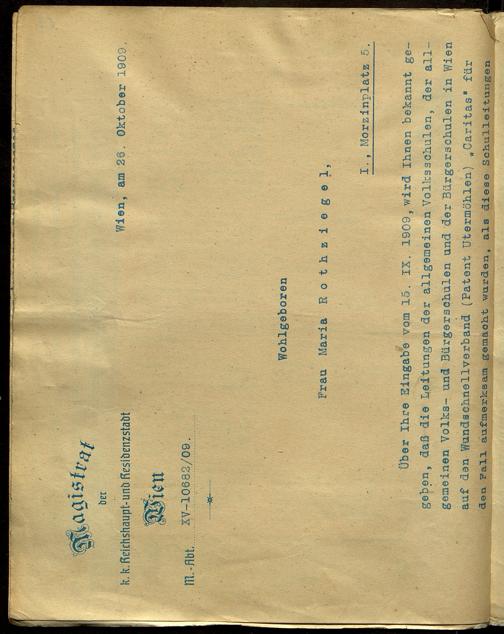 Magistrat
der
k. k. Reichshaupt- und Residenzstadt
Wien
M.-Abt. XV-10682/09.
Wien, am 26. Oktober 1909.
Wohlgeboren
Frau Maria Rothziegel,
I., Morzinplatz 5.
Über Ihre Eingabe vom 15. IX. 1909, wird Ihnen bekannt ge-
geben, daß die Leitungen der allgemeinen Volksschulen, der all-
gemeinen Volks- und Bürgerschulen und der Bürgerschulen in Wien
auf den Wundschnellverband (Patent Utermöhlen) „Caritas" für
den Fall aufmerksam gemacht wurden, als diese Schulleitungen